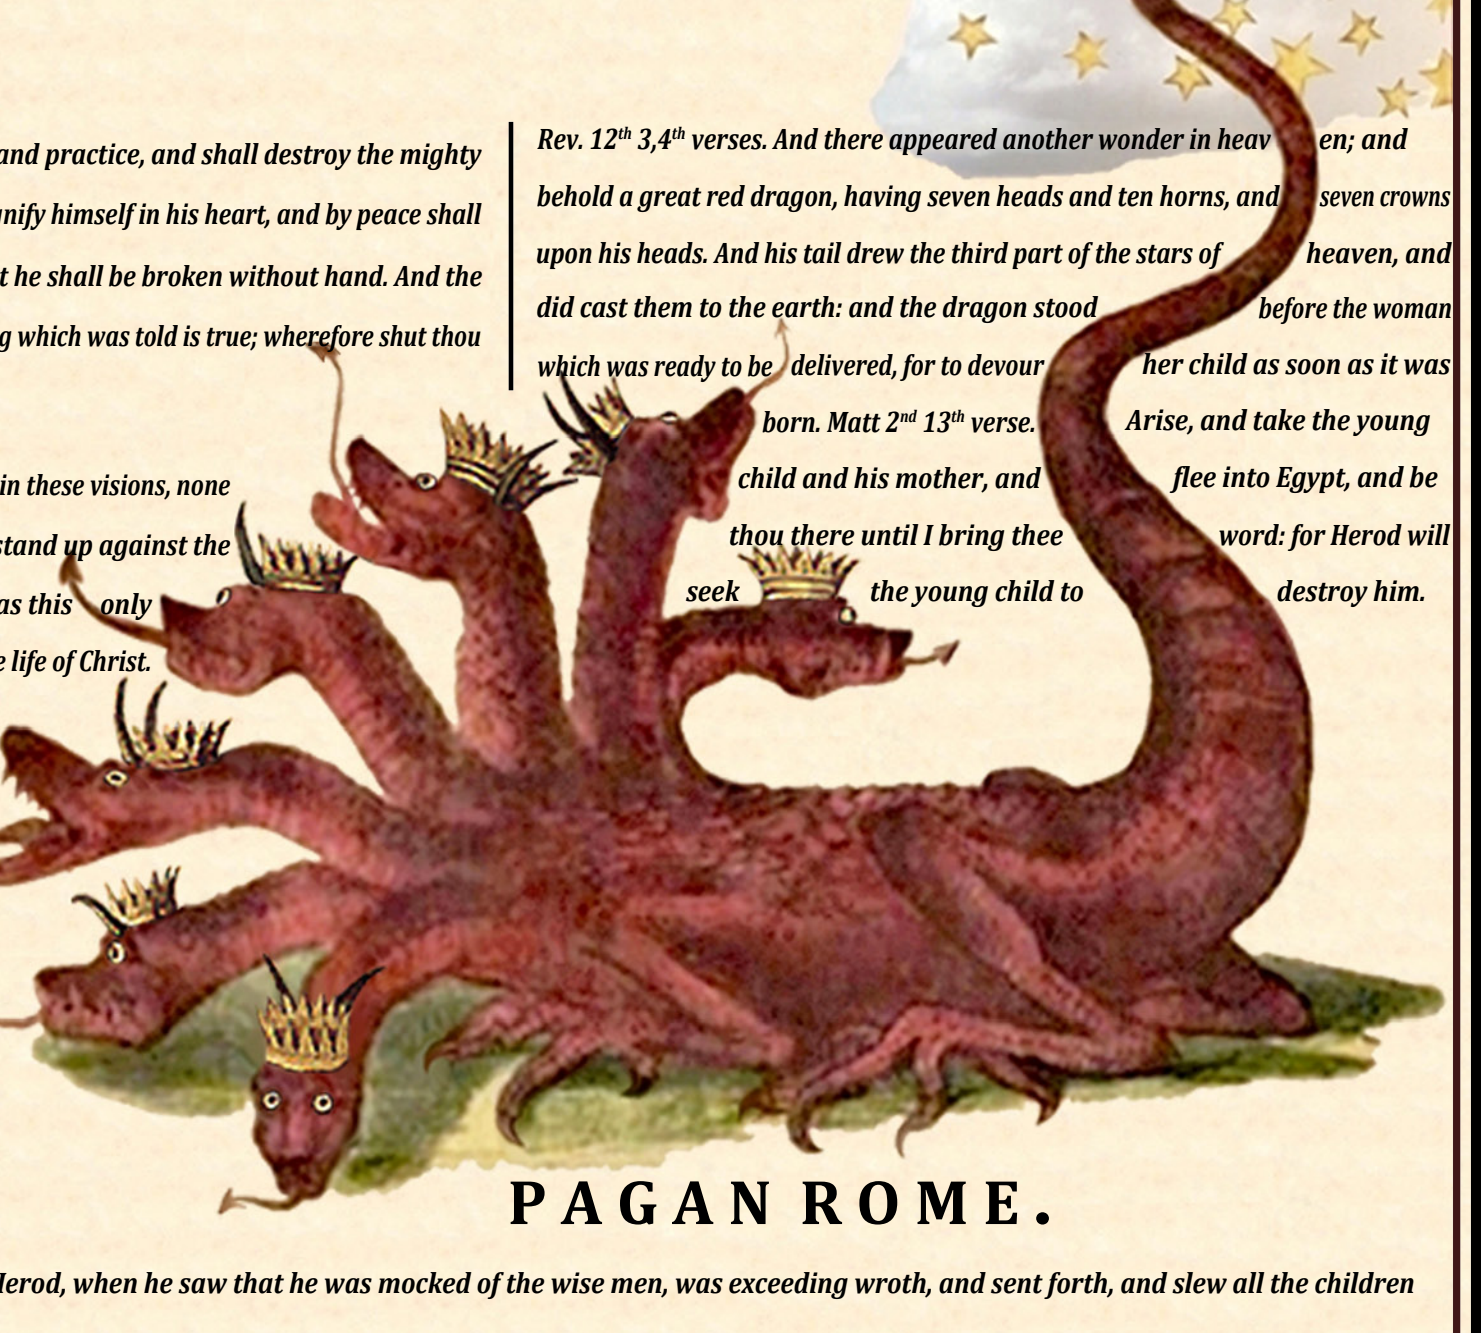 and practice, and shall destroy the mighty
gnify himself in his heart, and by peace shall
t he shall be broken without hand. And the
g which was told is true; wherefore shut thou
in these visions, none
stand up against the
as this only
e life of Christ.
Rev. 12th 3,4th verses. And there appeared another wonder in heav en; and
behold a great red dragon, having seven heads and ten horns, and seven crowns
upon his heads. And his tail drew the third part of the stars of heaven, and
did cast them to the earth: and the dragon stood before the woman
which was ready to be delivered, for to devour her child as soon as it was
born. Matt 2nd 13th verse. Arise, and take the young
child and his mother, and flee into Egypt, and be
thou there until I bring thee word: for Herod will
seek the young child to destroy him.
PAGAN ROME.
Herod, when he saw that he was mocked of the wise men, was exceeding wroth, and sent forth, and slew all the children